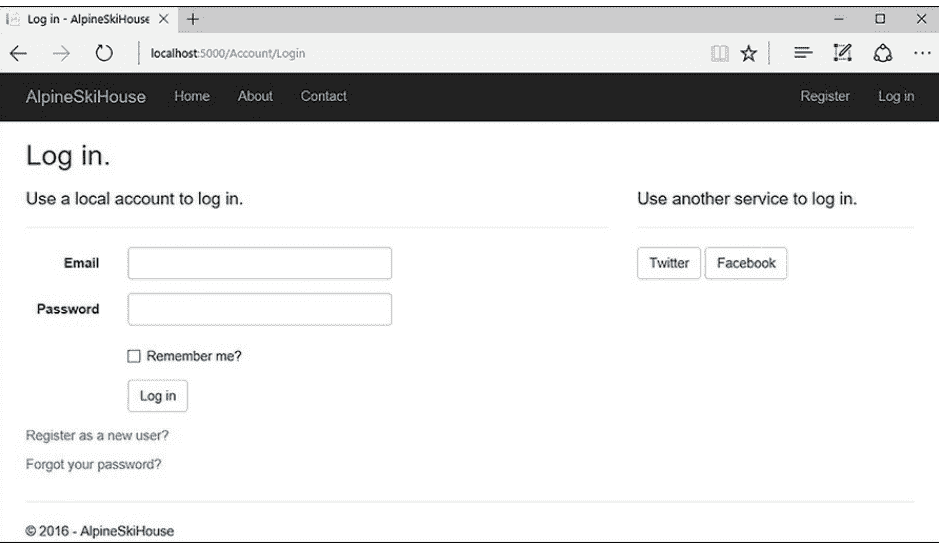 Log in - AlpineSkiHouse
localhost:5000/Account/Login
AlpineSkiHouse Home About Contact Register Log in
Log in.
Use a local account to log in.
Use another service to log in.
Email
Twitter Facebook
Password
Remember me?
Log in
Register as a new user?
Forgot your password?
© 2016 - AlpineSkiHouse